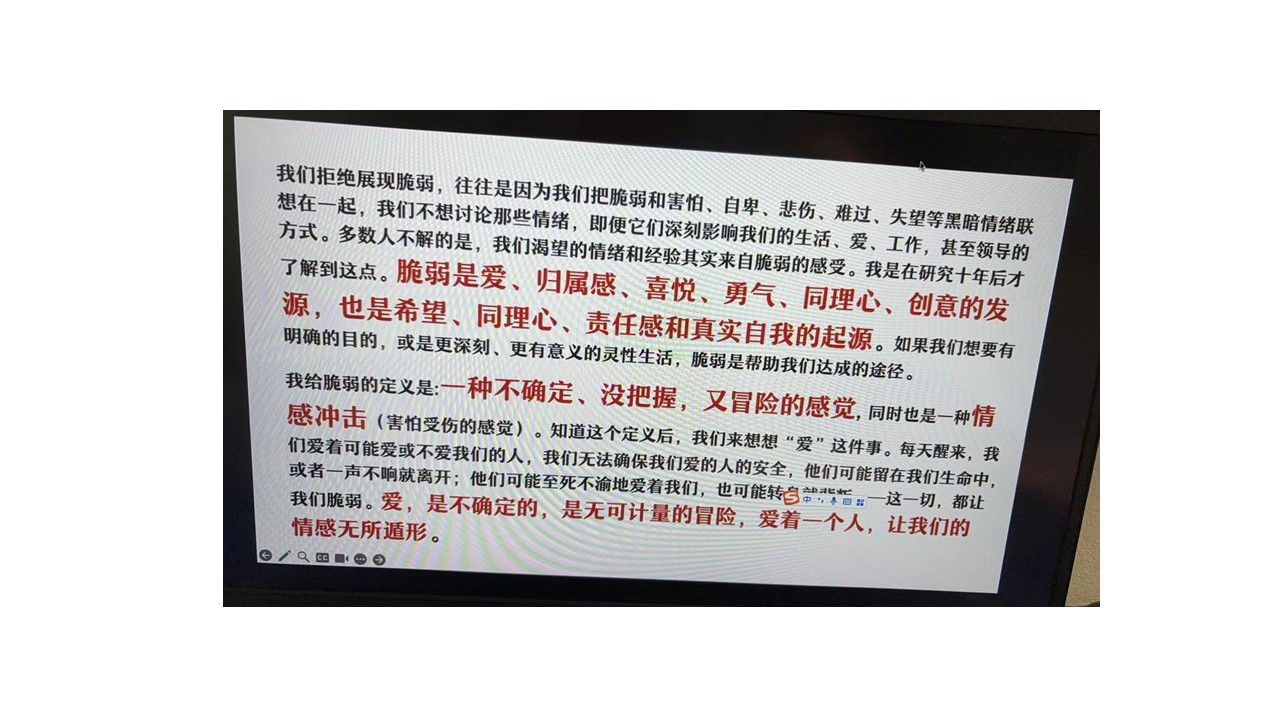 我们拒绝展现脆弱，往往是因为我们把脆弱和害怕、自卑、悲伤、难过、失望等黑暗情绪联
想在一起，我们不想讨论那些情绪，即便它们深刻影响我们的生活、爱、工作，甚至领导的
方式。多数人不解的是，我们渴望的情绪和经验其实来自脆弱的感受。我是在研究十年后才
了解到这点。脆弱是爱、归属感、喜悦、勇气、同理心、创意的发
源，也是希望、同理心、责任感和真实自我的起源。如果我们想要有
明确的目的，或是更深刻、更有意义的灵性生活，脆弱是帮助我们达成的途径。
我给脆弱的定义是:一种不确定、没把握，又冒险的感觉,同时也是一种情
感冲击（害怕受伤的感觉）。知道这个定义后，我们来想想“爱”这件事。每天醒来，我
们爱着可能爱或不爱我们的人，我们无法确保我们爱的人的安全，他们可能留在我们生命中，
或者一声不响就离开；他们可能至死不渝地爱着我们，也可能转 一这一切，都让
我们脆弱。爱，是不确定的，是无可计量的冒险，爱着一个人，让我们的
情感无所遁形。
中
CC